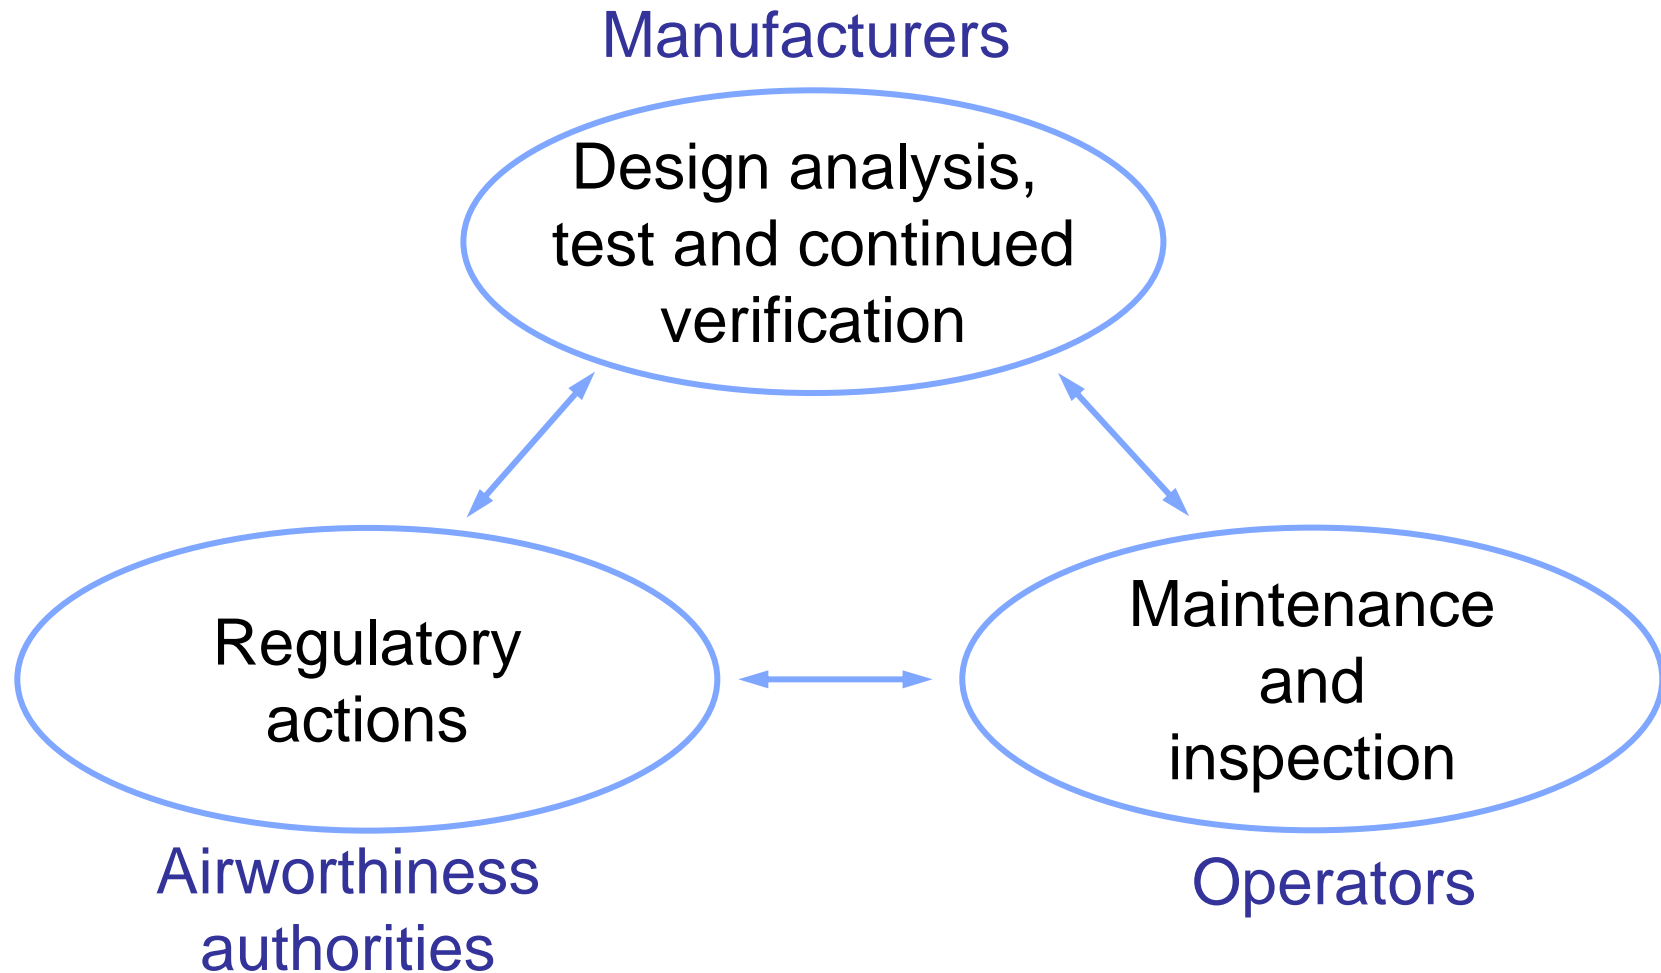 Manufacturers
Design analysis,
test and continued
verification
Regulatory
actions
Airworthiness
authorities
Maintenance
and
inspection
Operators